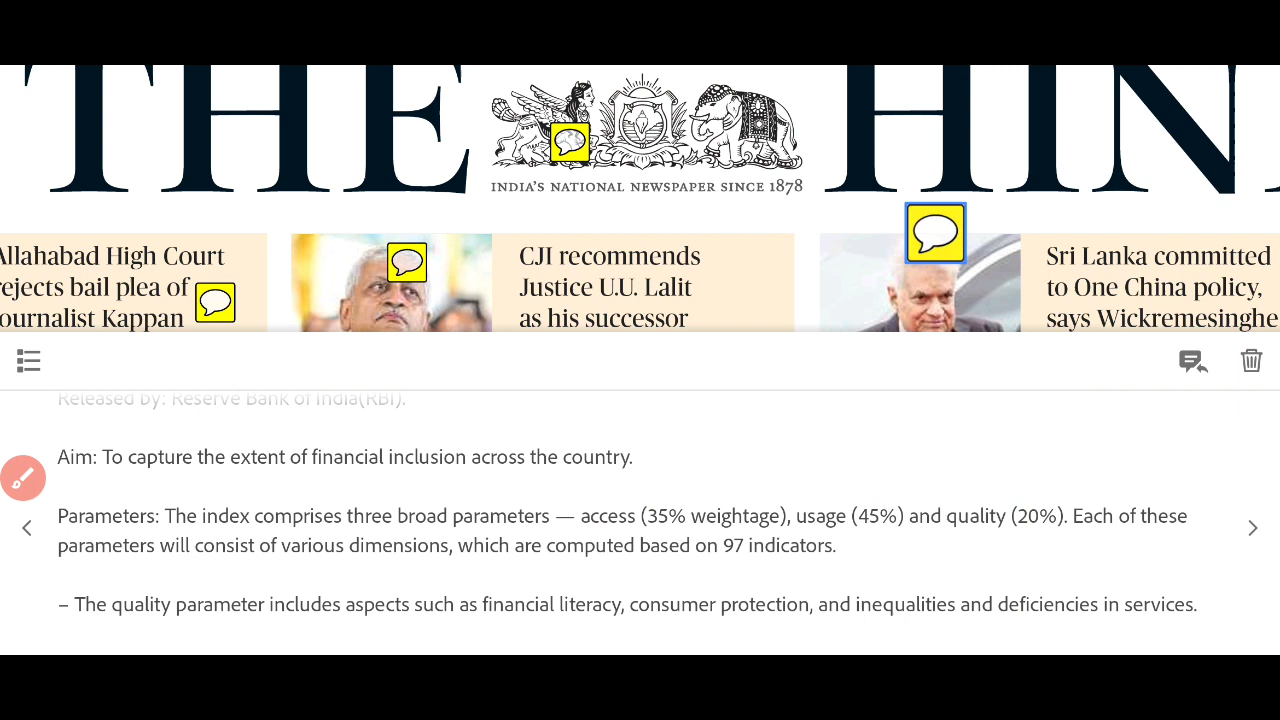 THE HIN
INDIA'S NATIONAL NEWSPAPER SINCE 1878
Allahabad High Court
rejects bail plea of
ournalist Kappan
CJI recommends
Justice U.U. Lalit
as his successor
Sri Lanka committed
to One China policy,
says Wickremesinghe
Released by: Reserve Bank of India(RBI).
Aim: To capture the extent of financial inclusion across the country.
Parameters: The index comprises three broad parameters — access (35% weightage), usage (45%) and quality (20%). Each of these
parameters will consist of various dimensions, which are computed based on 97 indicators.
– The quality parameter includes aspects such as financial literacy, consumer protection, and inequalities and deficiencies in services.